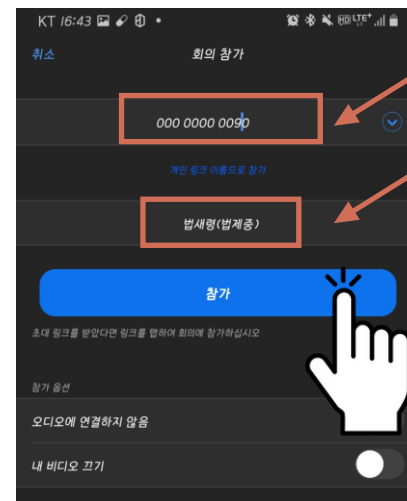 KT 16:43
취소 회의 참가
000 0000 0090
개인 링크 이름으로 참가
법새령(법제중)
참가
초대 링크를 받았다면 링크를 탭하여 회의에 참가하십시오
참가 옵션
오디오에 연결하지 않음
내 비디오 끄기